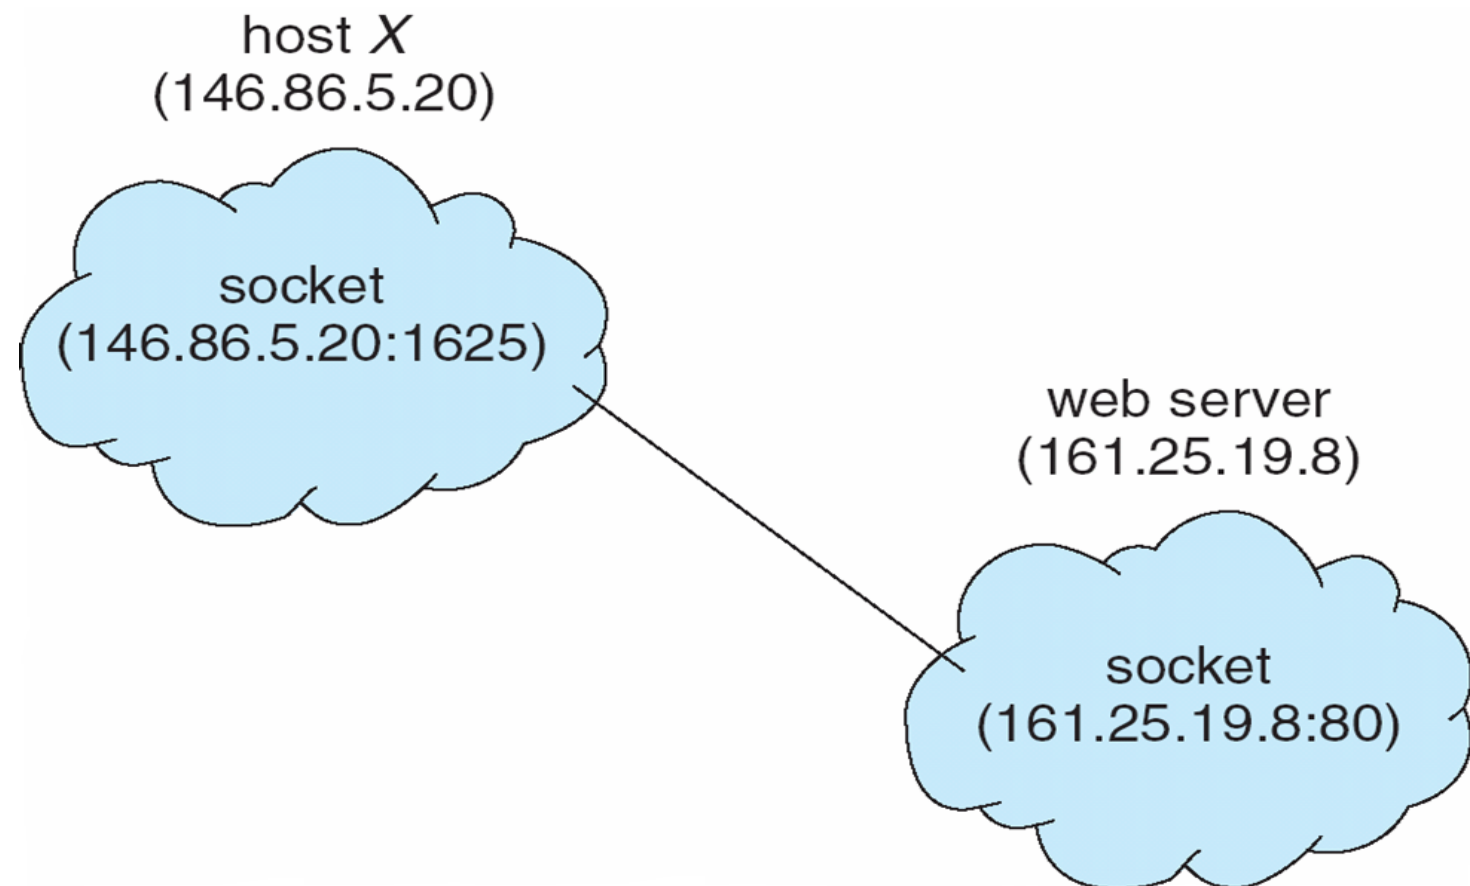 host X
(146.86.5.20)
socket
(146.86.5.20:1625)
web server
(161.25.19.8)
socket
(161.25.19.8:80)